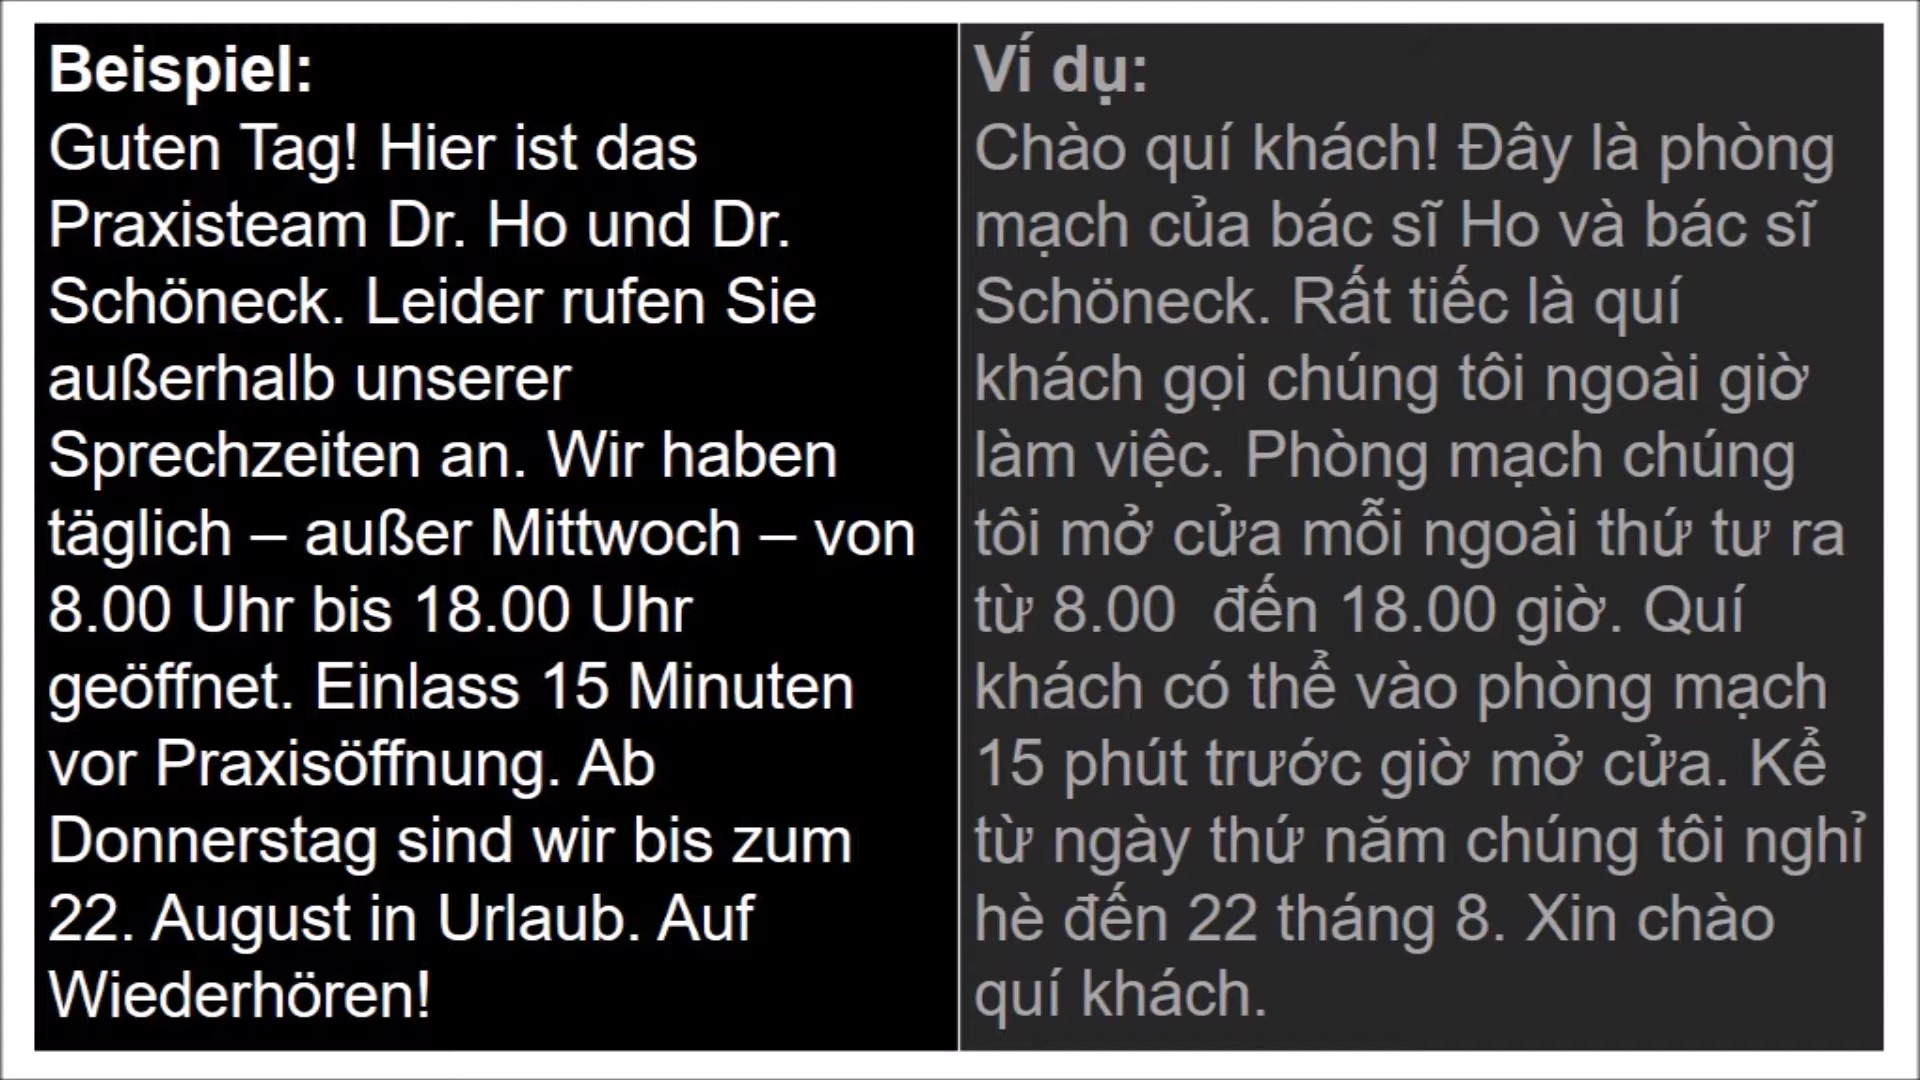 Beispiel:
Guten Tag! Hier ist das
Praxisteam Dr. Ho und Dr.
Schöneck. Leider rufen Sie
außerhalb unserer
Sprechzeiten an. Wir haben
täglich – außer Mittwoch – von
8.00 Uhr bis 18.00 Uhr
geöffnet. Einlass 15 Minuten
vor Praxisöffnung. Ab
Donnerstag sind wir bis zum
22. August in Urlaub. Auf
Wiederhören!
Ví dụ:
Chào quí khách! Đây là phòng
mạch của bác sĩ Ho và bác sĩ
Schöneck. Rất tiếc là quí
khách gọi chúng tôi ngoài giờ
làm việc. Phòng mạch chúng
tôi mở cửa mỗi ngoài thứ tư ra
từ 8.00  đến 18.00 giờ. Quí
khách có thể vào phòng mạch
15 phút trước giờ mở cửa. Kể
từ ngày thứ năm chúng tôi nghỉ
hè đến 22 tháng 8. Xin chào
quí khách.